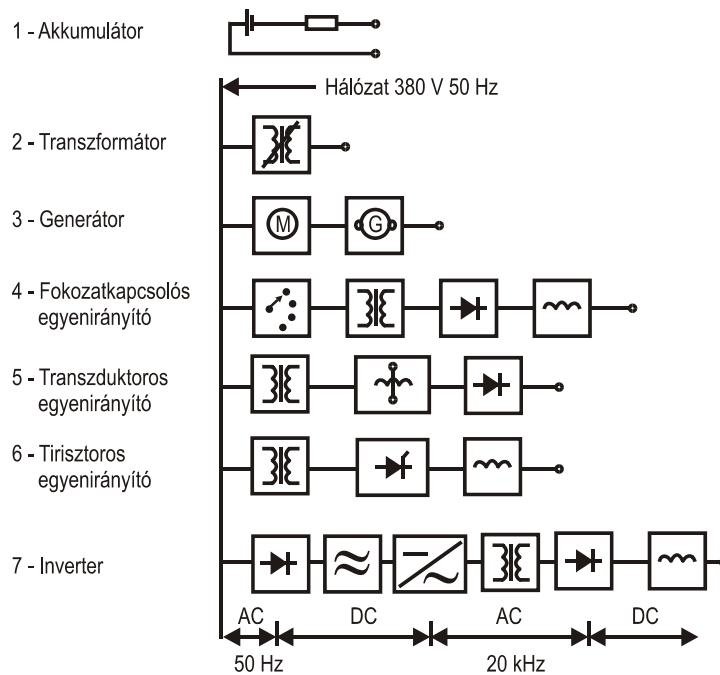 1 - Akkumulátor
Hálózat 380 V 50 Hz
2 - Transzformátor
3 - Generátor
M
G
4 - Fokozatkapcsolós
egyenirányító
5 - Transzduktoros
egyenirányító
6 - Tirisztoros
egyenirányító
7 - Inverter
AC DC AC DC
50 Hz 20 kHz